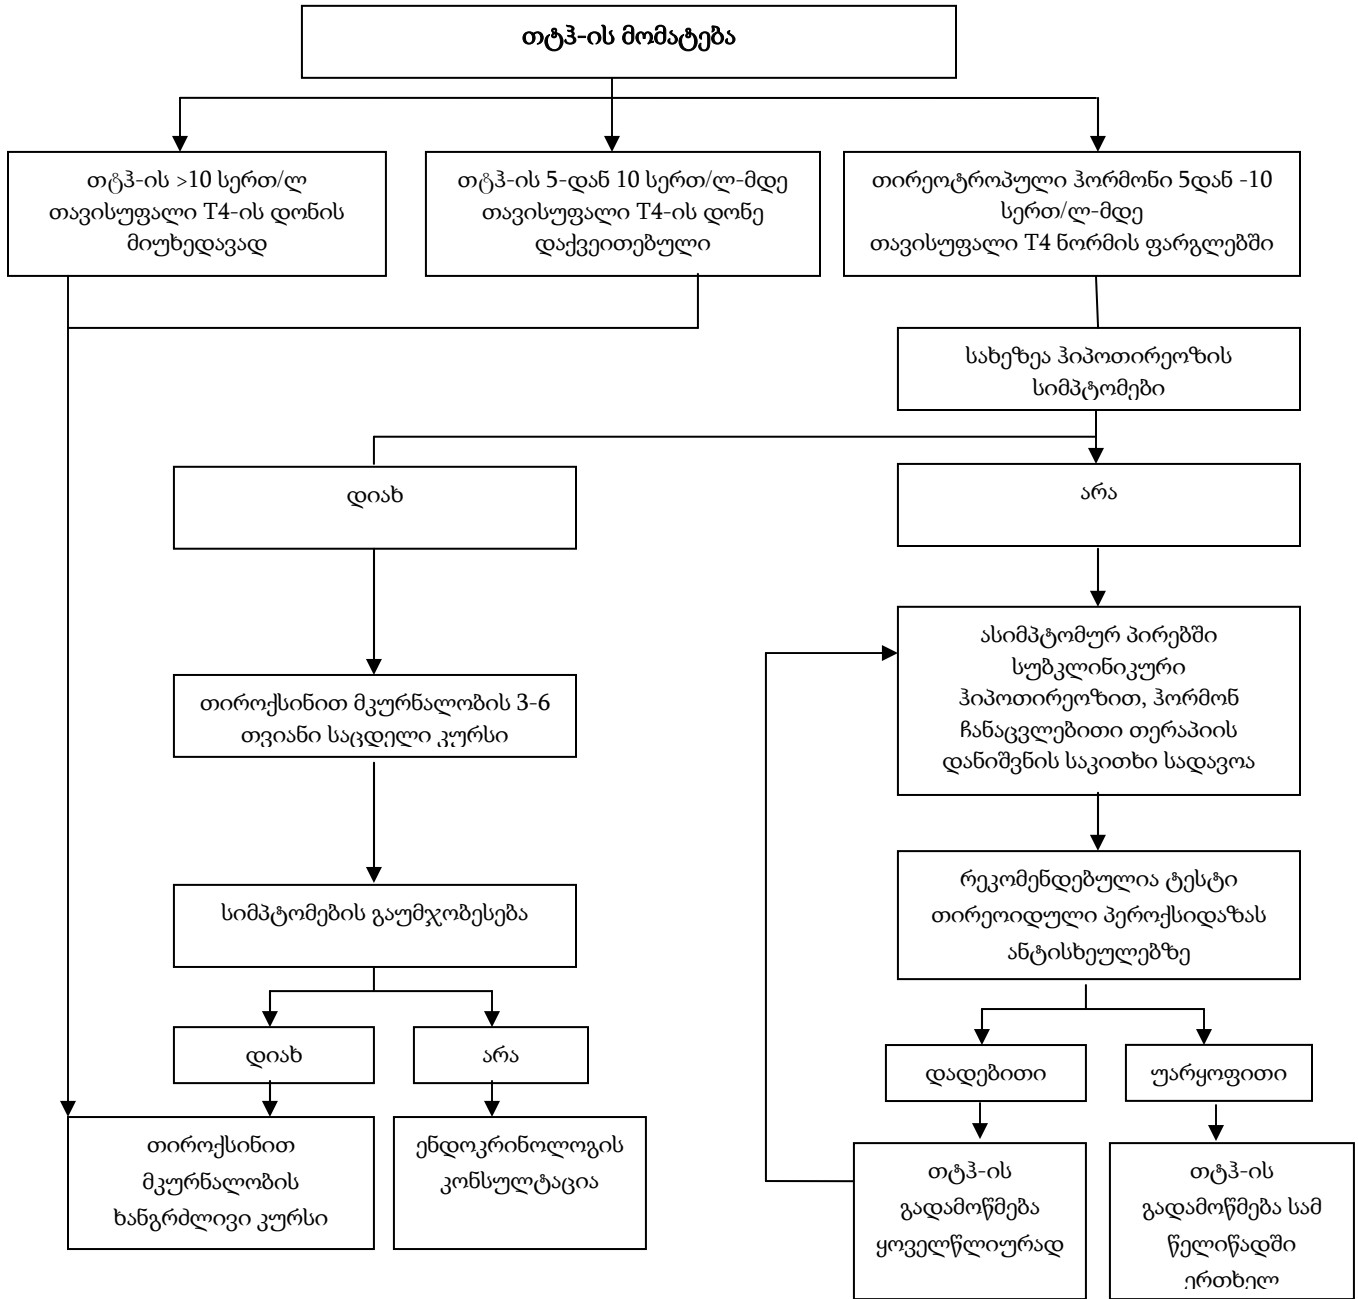 თტჰ-ის მომატება
თტჰ-ის >10 სერთ/ლ
თავისუფალი T4-ის დონის
მიუხედავად
თტჰ-ის 5-დან 10 სერთ/ლ-მდე
თავისუფალი T4-ის დონე
დაქვეითებული
თირეოტროპული ჰორმონი 5დან -10
სერთ/ლ-მდე
თავისუფალი T4 ნორმის ფარგლებში
სახეზეა ჰიპოთირეოზის
სიმპტომები
დიახ
არა
თიროქსინით მკურნალობის 3-6
თვიანი საცდელი კურსი
ასიმპტომურ პირებში
სუბკლინიკური
ჰიპოთირეოზით, ჰორმონ
ჩანაცვლებითი თერაპიის
დანიშვნის საკითხი სადავოა
სიმპტომების გაუმჯობესება
რეკომენდებულია ტესტი
თირეოიდული პეროქსიდაზას
ანტისხეულებზე
დიახ
არა
დადებითი
უარყოფითი
თიროქსინით
მკურნალობის
ხანგრძლივი კურსი
ენდოკრინოლოგის
კონსულტაცია
თტჰ-ის
გადამოწმება
ყოველწლიურად
თტჰ-ის
გადამოწმება სამ
წელიწადში
ერთხელ